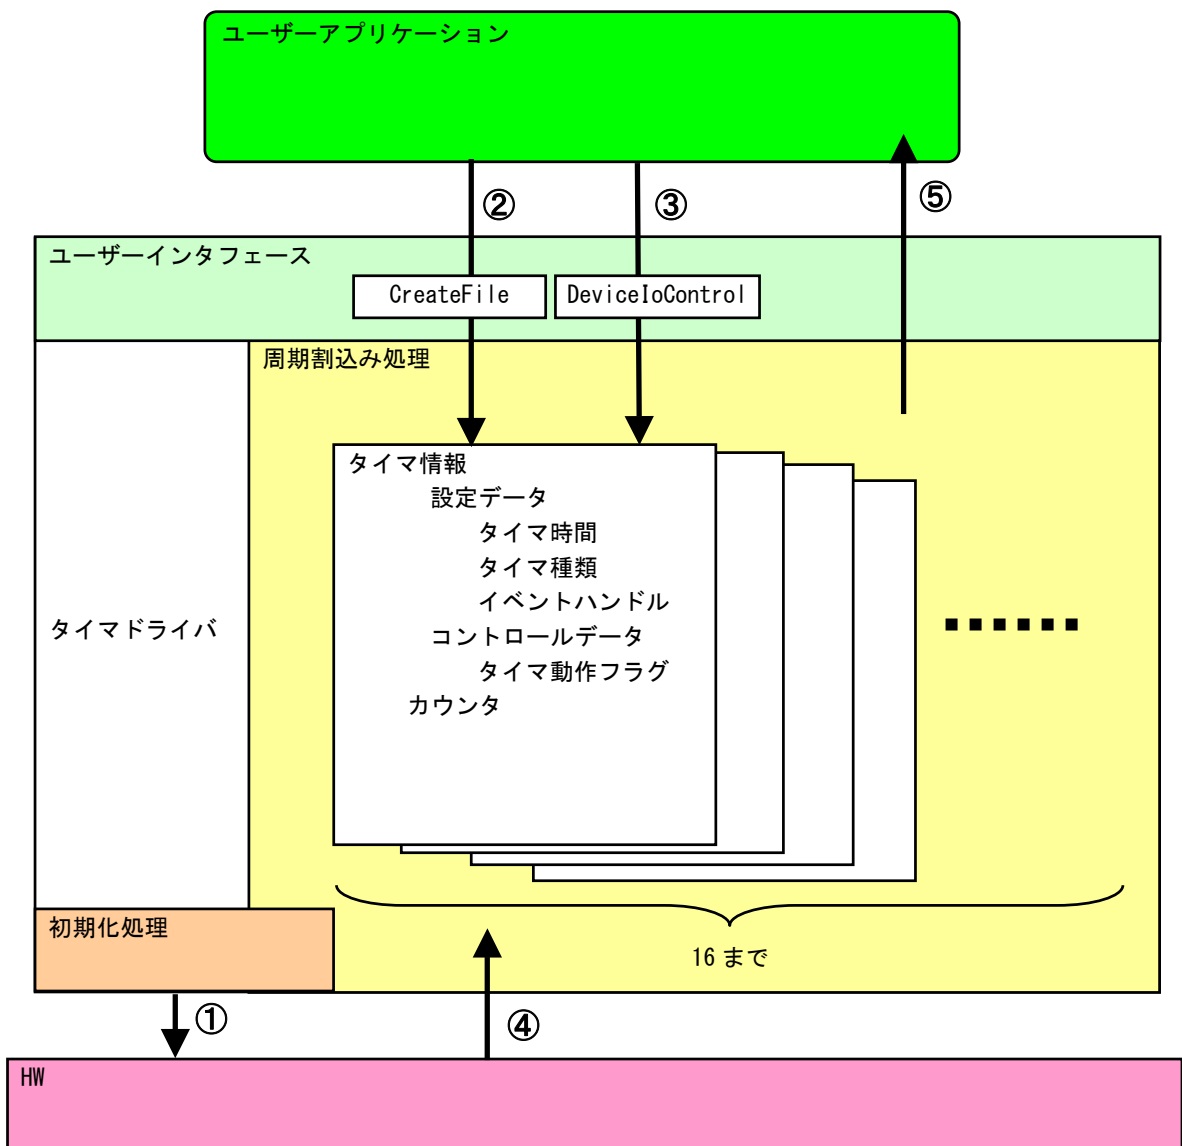 ユーザーアプリケーション
②
③
⑤
ユーザーインタフェース
CreateFile
DeviceIoControl
周期割込み処理
タイマ情報
設定データ
タイマ時間
タイマ種類
イベントハンドル
コントロールデータ
タイマ動作フラグ
カウンタ
タイマドライバ
初期化処理
16 まで
①
④
HW